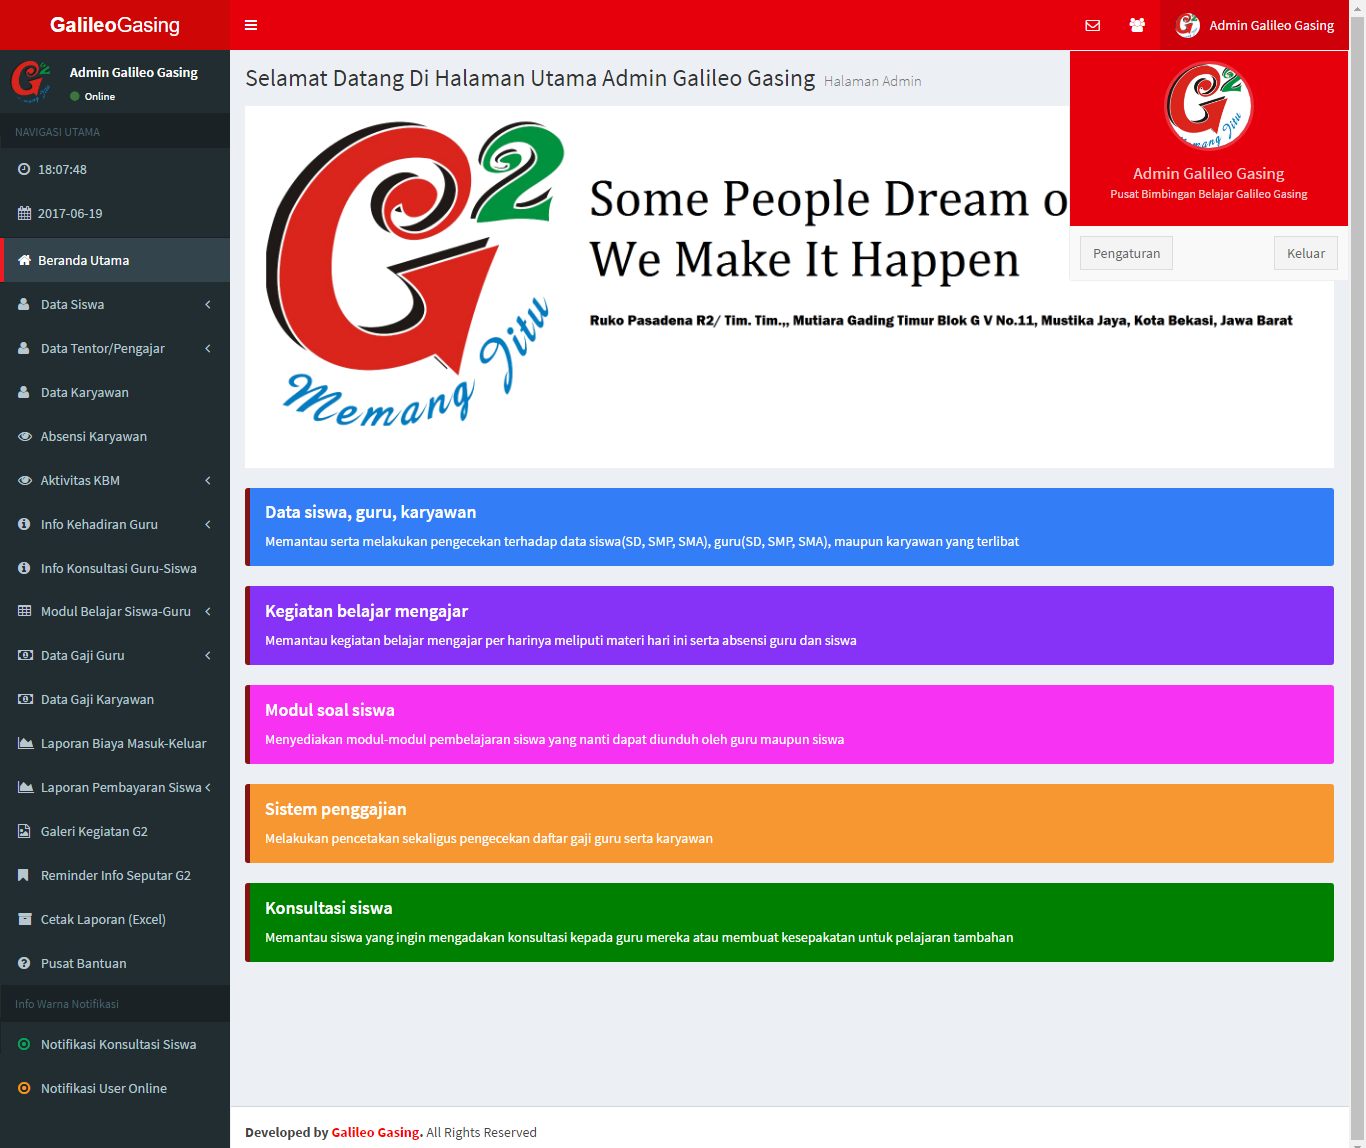 GalileoGasing
Admin Galileo Gasing
Admin Galileo Gasing
Online
NAVIGASI UTAMA
18:07:48
2017-06-19
Beranda Utama
Data Siswa
Data Tentor/Pengajar
Data Karyawan
Absensi Karyawan
Aktivitas KBM
Info Kehadiran Guru
Info Konsultasi Guru-Siswa
Modul Belajar Siswa-Guru
Data Gaji Guru
Data Gaji Karyawan
Laporan Biaya Masuk-Keluar
Laporan Pembayaran Siswa
Galeri Kegiatan G2
Reminder Info Seputar G2
Cetak Laporan (Excel)
Pusat Bantuan
Info Warna Notifikasi
Notifikasi Konsultasi Siswa
Notifikasi User Online
Selamat Datang Di Halaman Utama Admin Galileo Gasing Halaman Admin
G2
Memang Jitu
Some People Dream o
We Make It Happen
Ruko Pasadena R2/ Tim. Tim.,, Mutiara Gading Timur Blok G V No.11, Mustika Jaya, Kota Bekasi, Jawa Barat
Admin Galileo Gasing
Pusat Bimbingan Belajar Galileo Gasing
Pengaturan
Keluar
Data siswa, guru, karyawan
Memantau serta melakukan pengecekan terhadap data siswa(SD, SMP, SMA), guru(SD, SMP, SMA), maupun karyawan yang terlibat
Kegiatan belajar mengajar
Memantau kegiatan belajar mengajar per harinya meliputi materi hari ini serta absensi guru dan siswa
Modul soal siswa
Menyediakan modul-modul pembelajaran siswa yang nanti dapat diunduh oleh guru maupun siswa
Sistem penggajian
Melakukan pencetakan sekaligus pengecekan daftar gaji guru serta karyawan
Konsultasi siswa
Memantau siswa yang ingin mengadakan konsultasi kepada guru mereka atau membuat kesepakatan untuk pelajaran tambahan
Developed by Galileo Gasing. All Rights Reserved